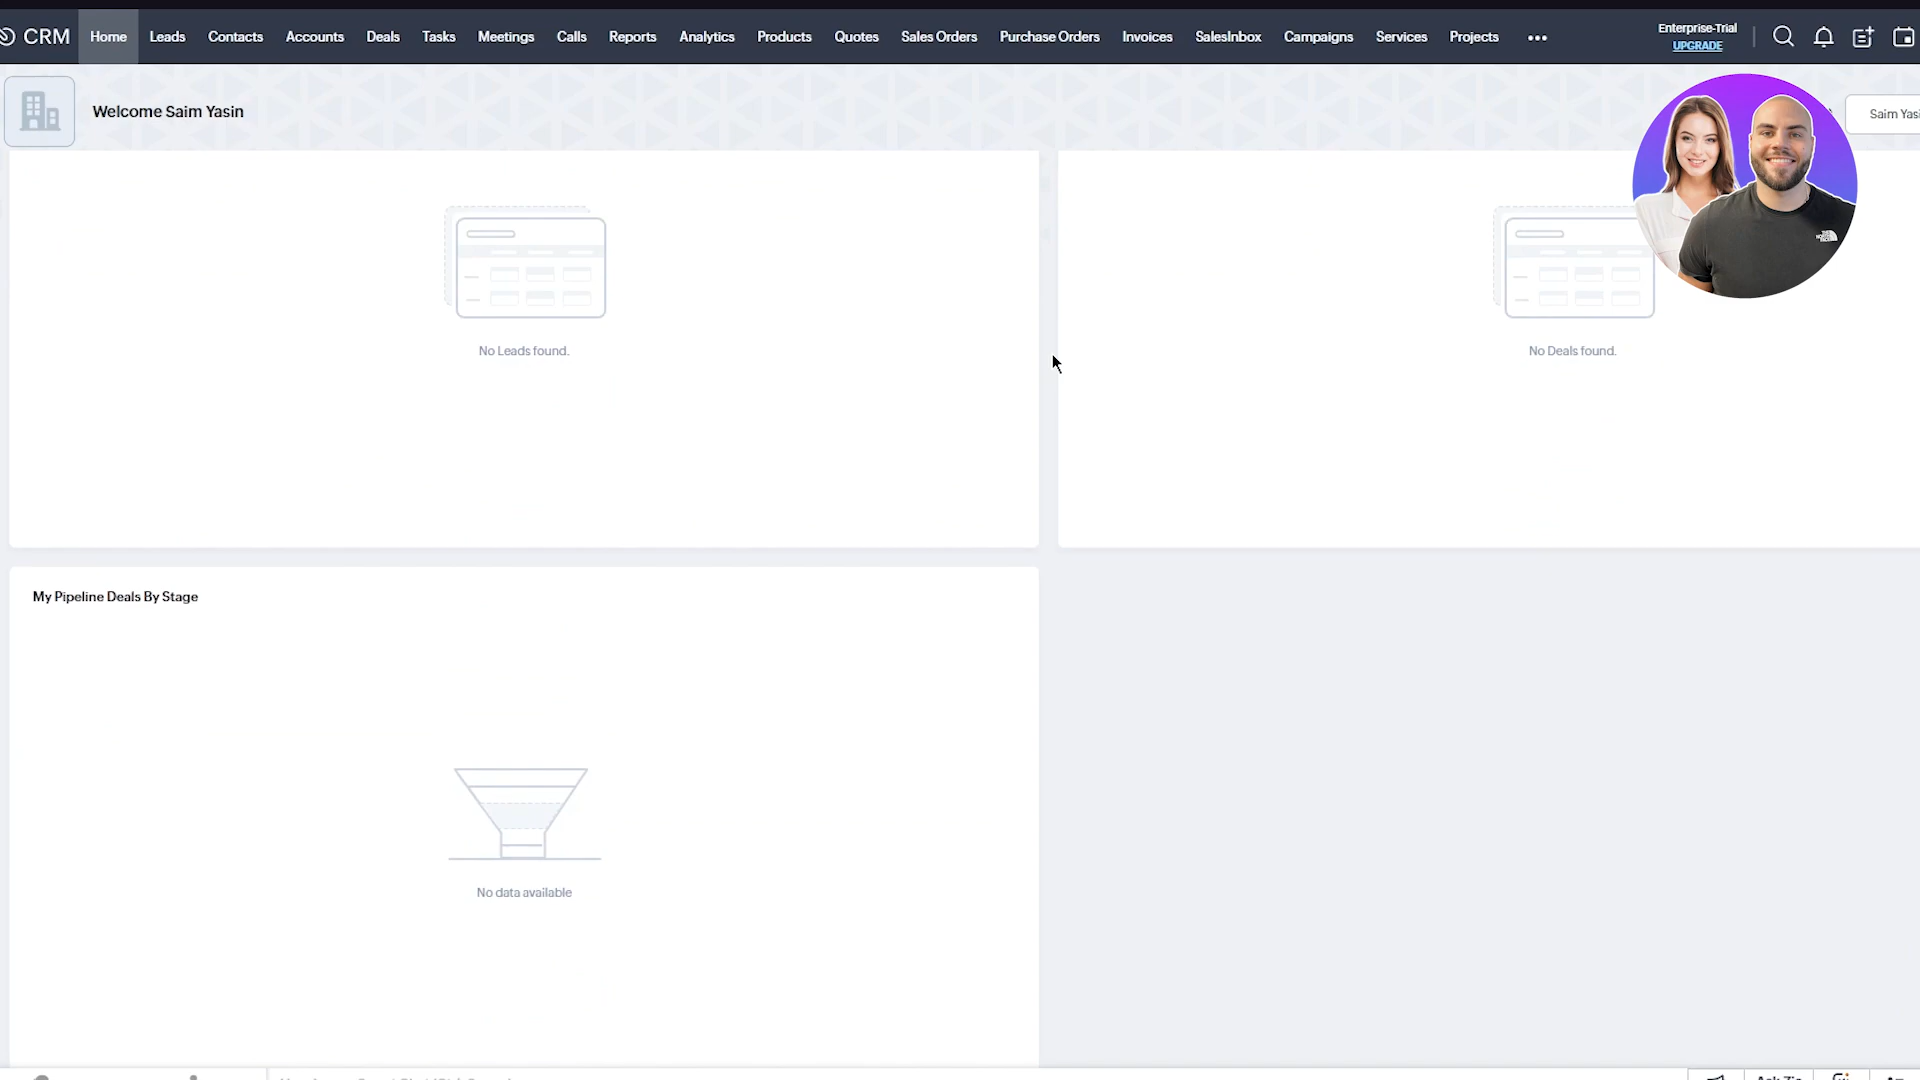 CRM Home Leads Contacts Accounts Deals Tasks Meetings Calls Reports Analytics Products Quotes Sales Orders Purchase Orders Invoices SalesInbox Campaigns Services Projects ••• Enterprise-Trial
UPGRADE
Welcome Saim Yasin
Saim Yasi
No Leads found.
No Deals found.
My Pipeline Deals By Stage
No data available